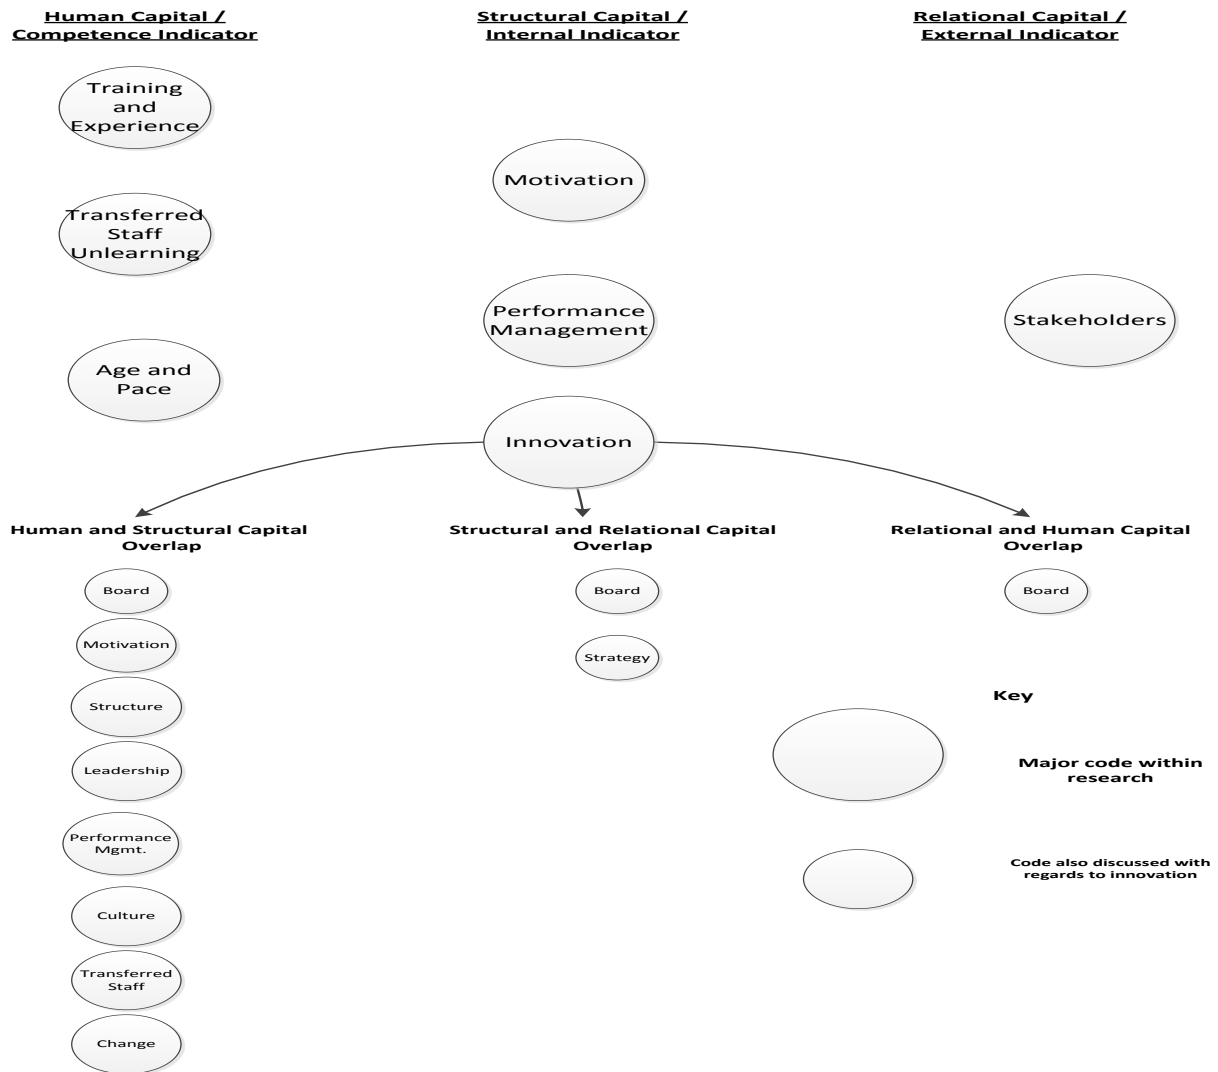 Human Capital /
Competence Indicator
Structural Capital /
Internal Indicator
Relational Capital /
External Indicator
Training
and
Experience
Transferred
Staff
Unlearning
Age and
Pace
Motivation
Performance
Management
Innovation
Stakeholders
Human and Structural Capital
Overlap
Board
Motivation
Structure
Leadership
Performance
Mgmt.
Culture
Transferred
Staff
Change
Structural and Relational Capital
Overlap
Board
Strategy
Relational and Human Capital
Overlap
Board
Key
Major code within
research
Code also discussed with
regards to innovation